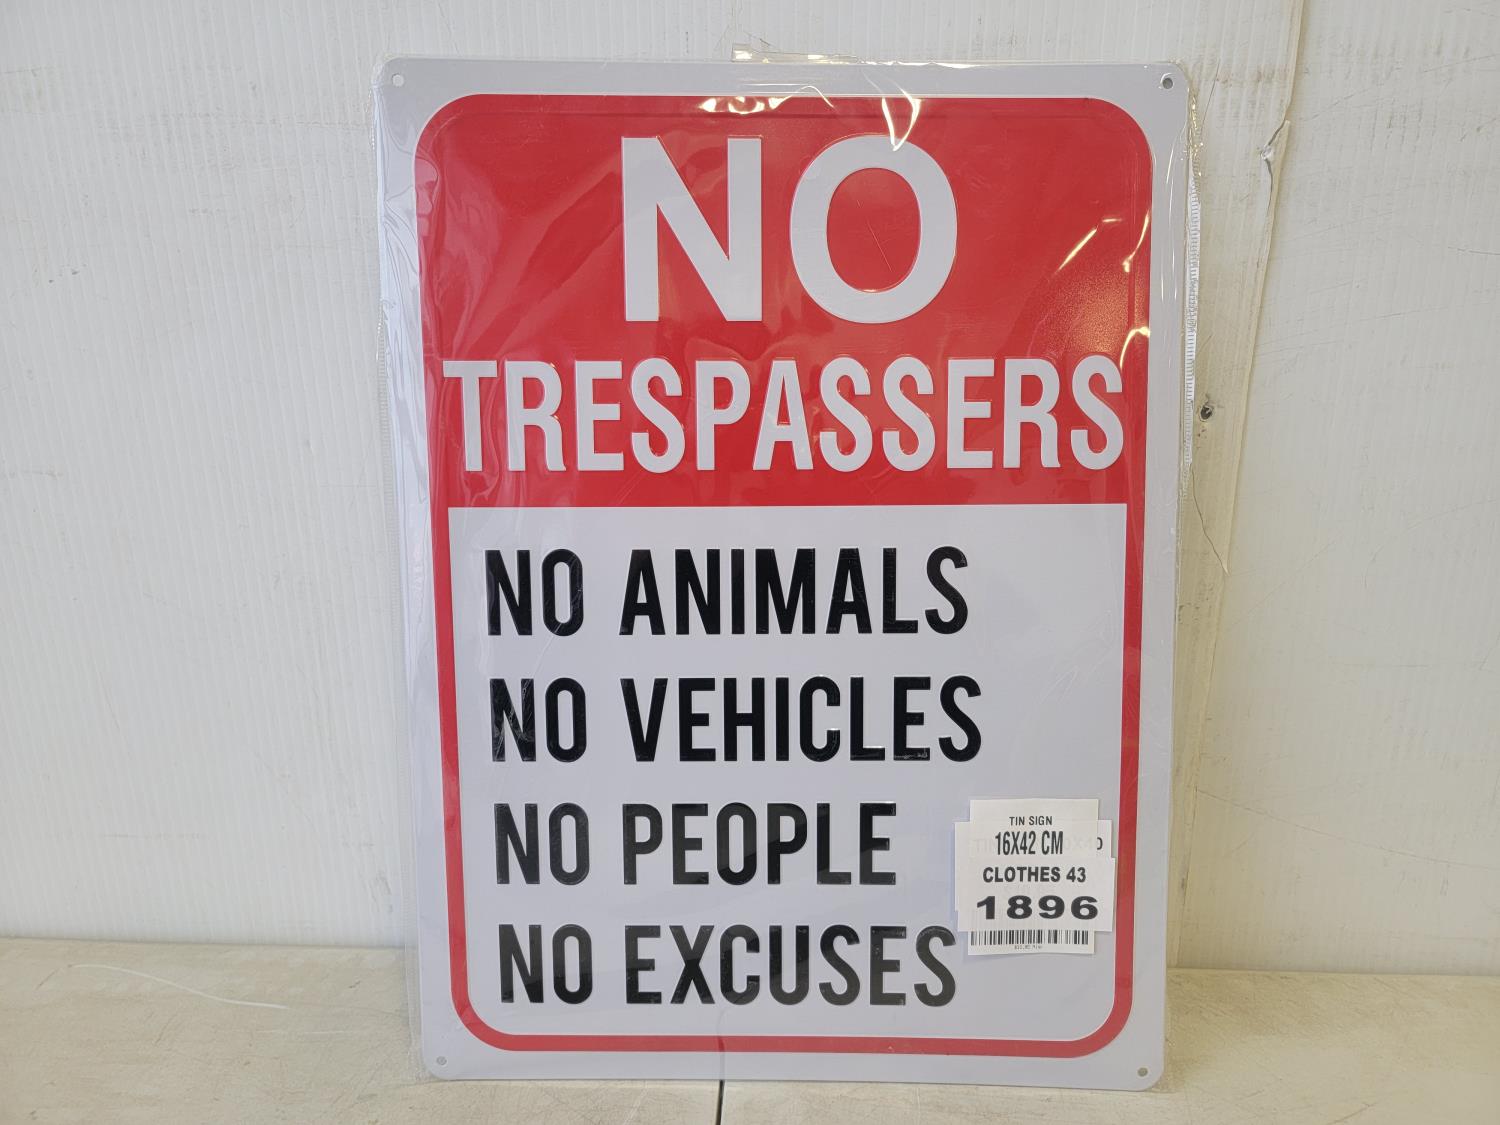 NO
TRESPASSERS
NO ANIMALS
NO VEHICLES
NO PEOPLE
NO EXCUSES
TIN SIGN
16X42 CM
CLOTHES 43
1896